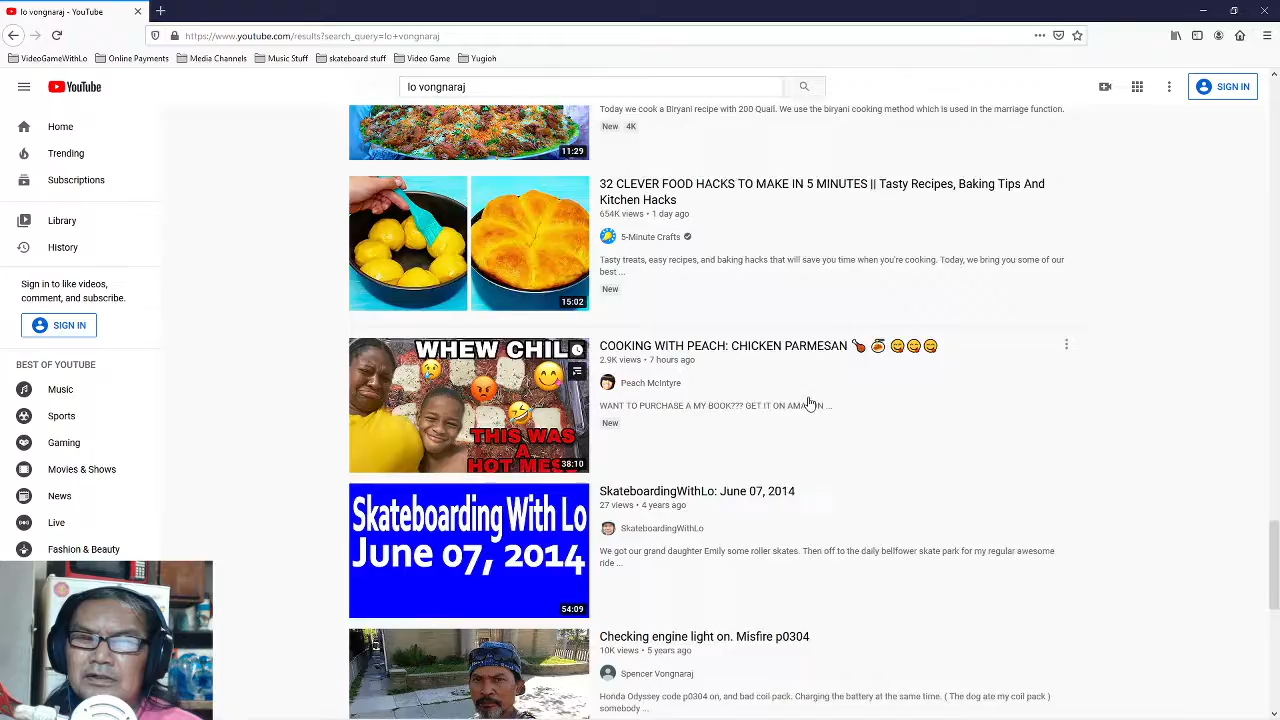 lo vongnaraj - YouTube
https://www.youtube.com/results?search_query=lo+vongnaraj
VideoGameWithLo Online Payments Media Channels Music Stuff skateboard stuff Video Game Yugioh
YouTube
lo vongnaraj
SIGN IN
Home
Trending
Subscriptions
Library
History
Sign in to like videos,
comment, and subscribe.
SIGN IN
BEST OF YOUTUBE
Music
Sports
Gaming
Movies & Shows
News
Live
Fashion & Beauty
11:29
Today we cook a Biryani recipe with 200 Quail. We use the biryani cooking method which is used in the marriage function.
New 4K
15:02
32 CLEVER FOOD HACKS TO MAKE IN 5 MINUTES || Tasty Recipes, Baking Tips And
Kitchen Hacks
654K views • 1 day ago
5-Minute Crafts
Tasty treats, easy recipes, and baking hacks that will save you time when you're cooking. Today, we bring you some of our
best ...
New
WHEW CHIL
THIS WAS
A
HOT MES
38:10
COOKING WITH PEACH: CHICKEN PARMESAN 🍗 🍝 😋😋😋
2.9K views • 7 hours ago
Peach McIntyre
WANT TO PURCHASE A MY BOOK??? GET IT ON AMAZON ...
New
Skateboarding With Lo
June 07, 2014
54:09
SkateboardingWithLo: June 07, 2014
27 views • 4 years ago
SkateboardingWithLo
We got our grand daughter Emily some roller skates. Then off to the daily bellfower skate park for my regular awesome
ride ...
Checking engine light on. Misfire p0304
10K views • 5 years ago
Spencer Vongnaraj
Honda Odyssey code p0304 on, and bad coil pack. Charging the battery at the same time. ( The dog ate my coil pack )
somebody ...